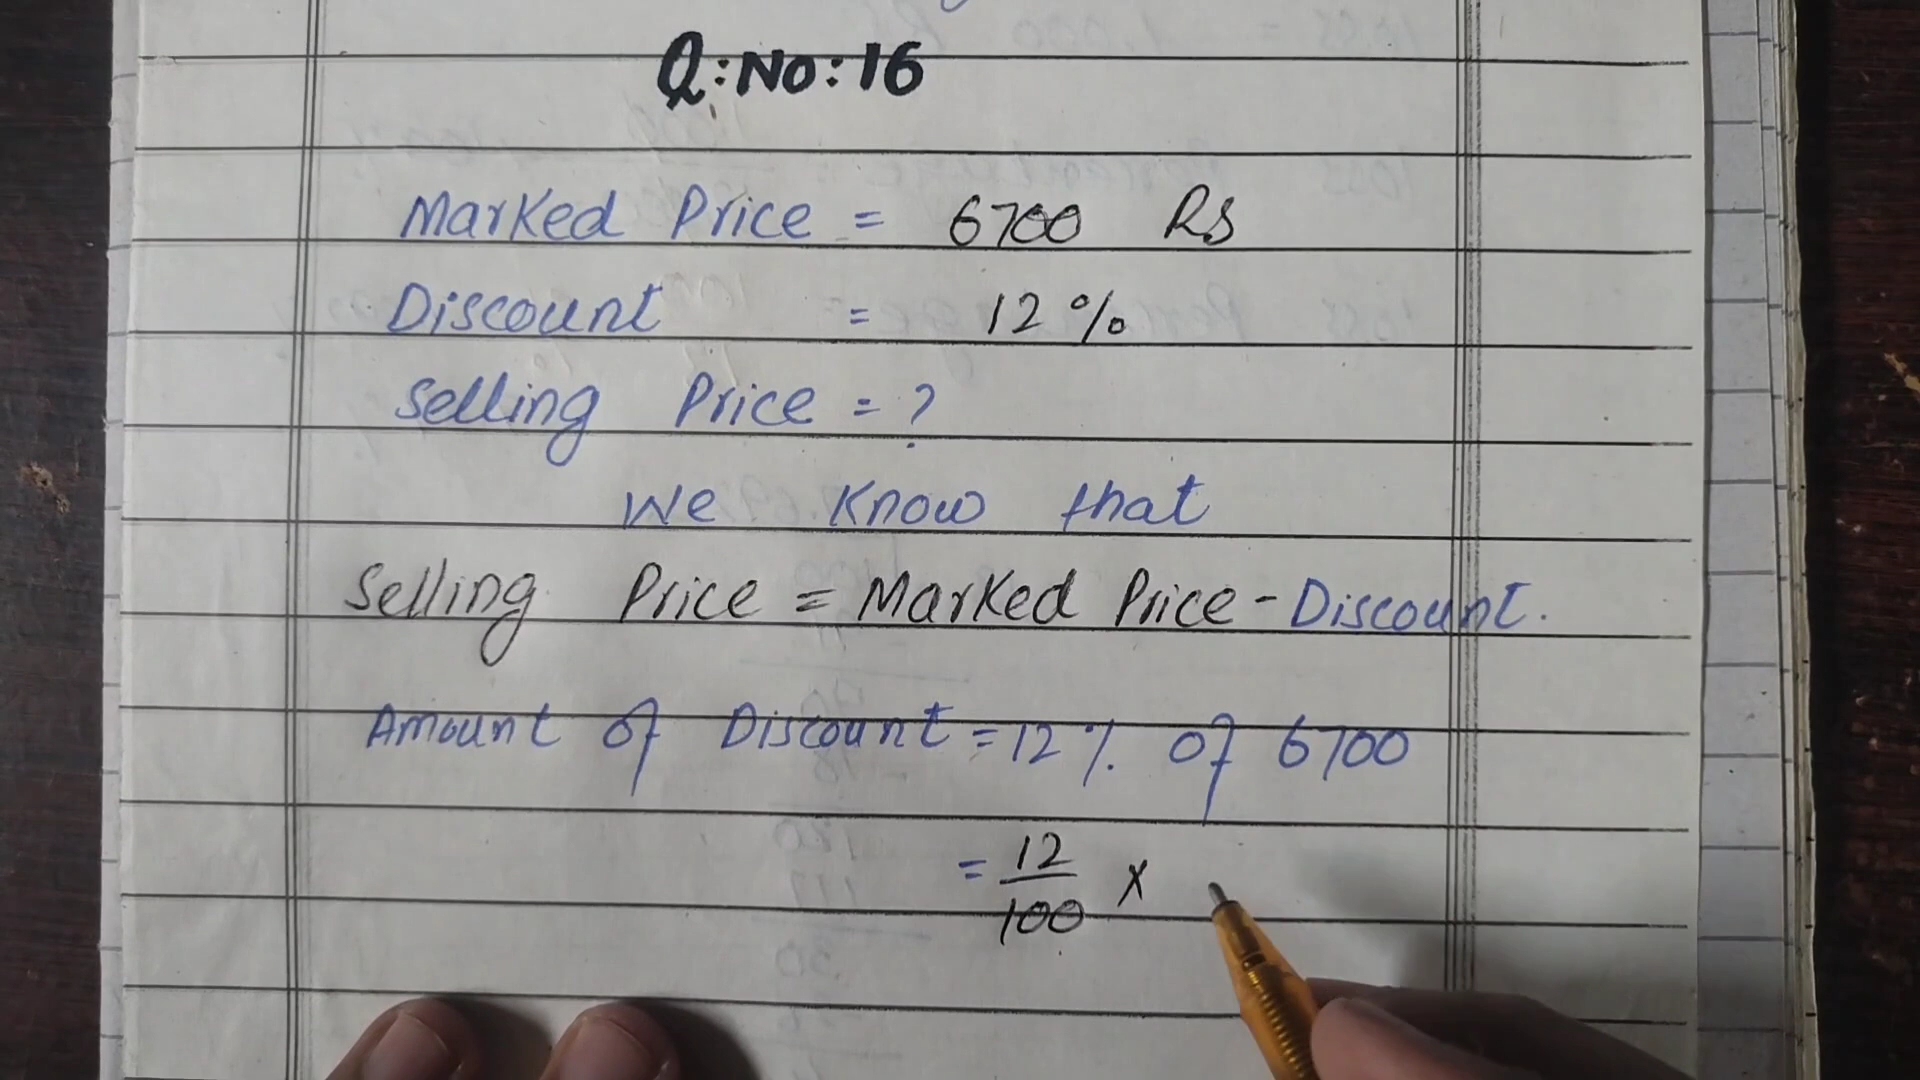 Q:No:16
Marked Price = 6700 Rs
Discount = 12%
Selling Price = ?
We Know that
Selling Price = Marked Price - Discount.
Amount of Discount = 12% of 6700
= 12/100 x